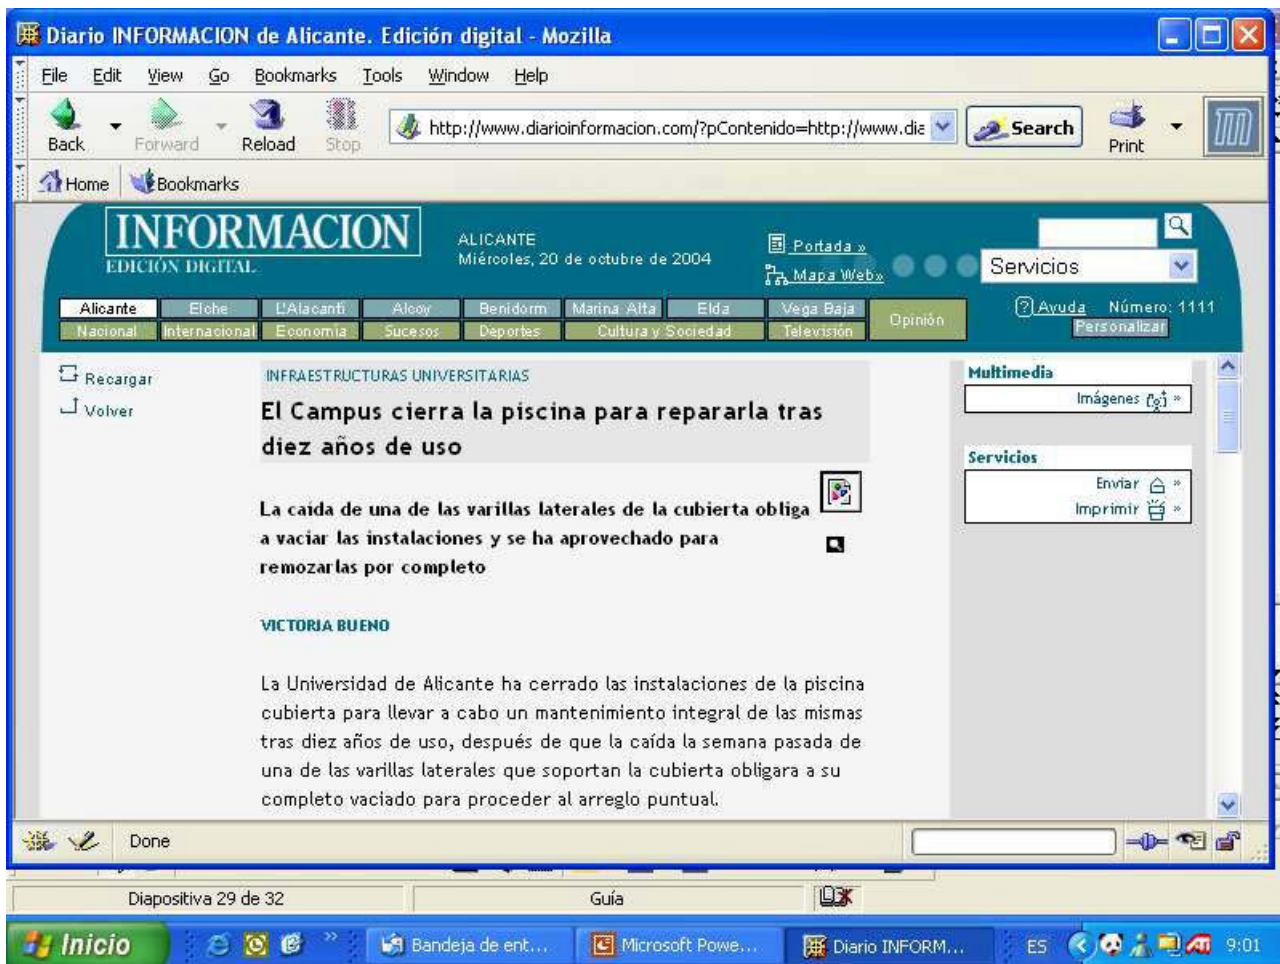 Diario INFORMACION de Alicante. Edición digital - Mozilla
File Edit View Go Bookmarks Tools Window Help
Back Forward Reload Stop http://www.diarioinformacion.com/?pContenido=http://www.die Search Print
Home Bookmarks
INFORMACION
EDICIÓN DIGITAL
ALICANTE
Miércoles, 20 de octubre de 2004
Portada »
Mapa Web»
Servicios
Alicante Elche L'Alacantí Alcoy Benidorm Marina Alta Elda Vega Baja Opinión
Nacional Internacional Economía Sucesos Deportes Cultura y Sociedad Televisión
Ayuda Número: 1111
Personalizar
Recargar
Volver
INFRAESTRUCTURAS UNIVERSITARIAS
El Campus cierra la piscina para repararla tras
diez años de uso
La caída de una de las varillas laterales de la cubierta obliga
a vaciar las instalaciones y se ha aprovechado para
remozarlas por completo
VICTORIA BUENO
La Universidad de Alicante ha cerrado las instalaciones de la piscina
cubierta para llevar a cabo un mantenimiento integral de las mismas
tras diez años de uso, después de que la caída la semana pasada de
una de las varillas laterales que soportan la cubierta obligara a su
completo vaciado para proceder al arreglo puntual.
Multimedia
Imágenes »
Servicios
Enviar »
Imprimir »
Done
Diapositiva 29 de 32 Guía
Inicio » Bandeja de ent... Microsoft Powe... Diario INFORM... ES 9:01